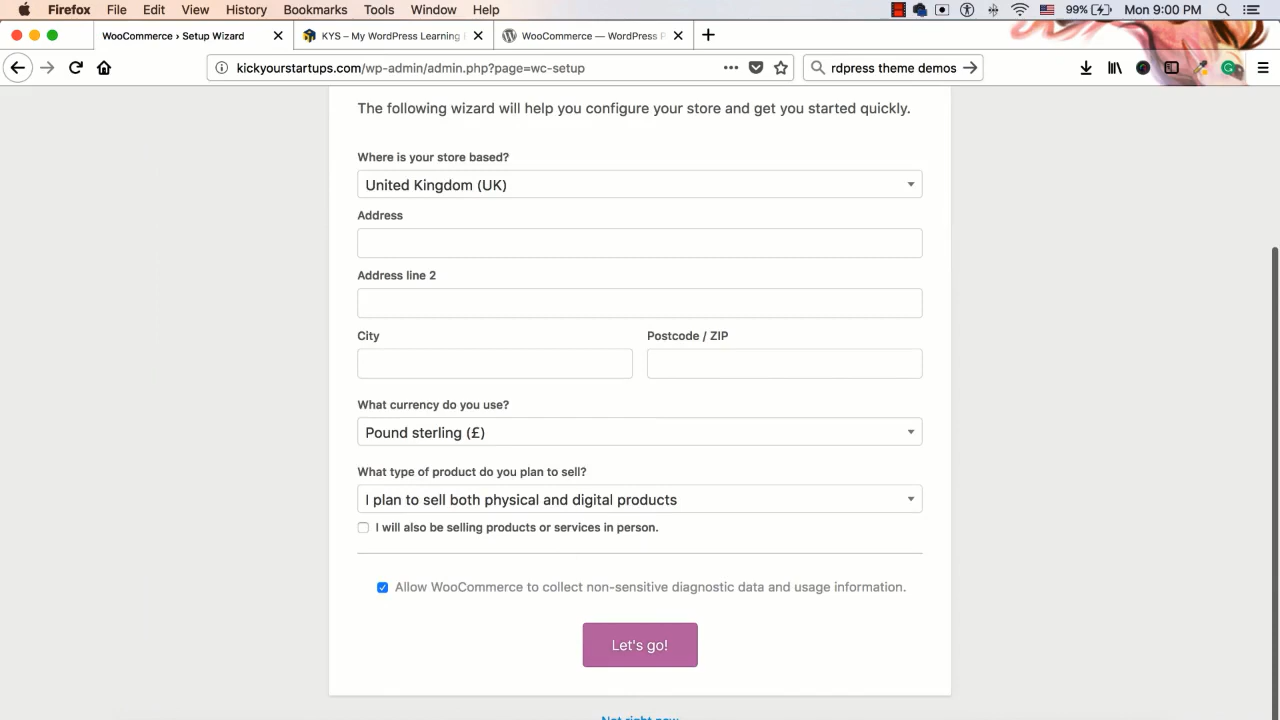 Firefox File Edit View History Bookmarks Tools Window Help 99% Mon 9:00 PM
WooCommerce › Setup Wizard KYS – My WordPress Learning WooCommerce — WordPress P
kickyourstartups.com/wp-admin/admin.php?page=wc-setup rdpress theme demos
The following wizard will help you configure your store and get you started quickly.
Where is your store based?
United Kingdom (UK)
Address
Address line 2
City Postcode / ZIP
What currency do you use?
Pound sterling (£)
What type of product do you plan to sell?
I plan to sell both physical and digital products
I will also be selling products or services in person.
Allow WooCommerce to collect non-sensitive diagnostic data and usage information.
Let's go!
Not right now